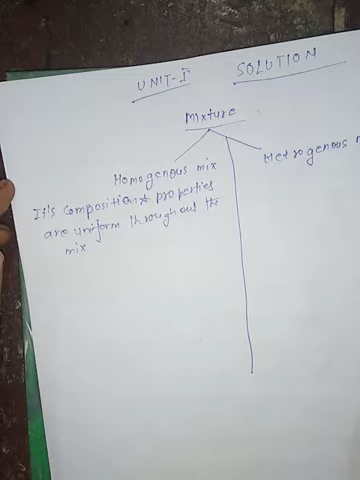 UNIT-I SOLUTION
Mixture
Homogenous mix
Hetrogenous
It's composition & properties
are uniform throughout the
mix